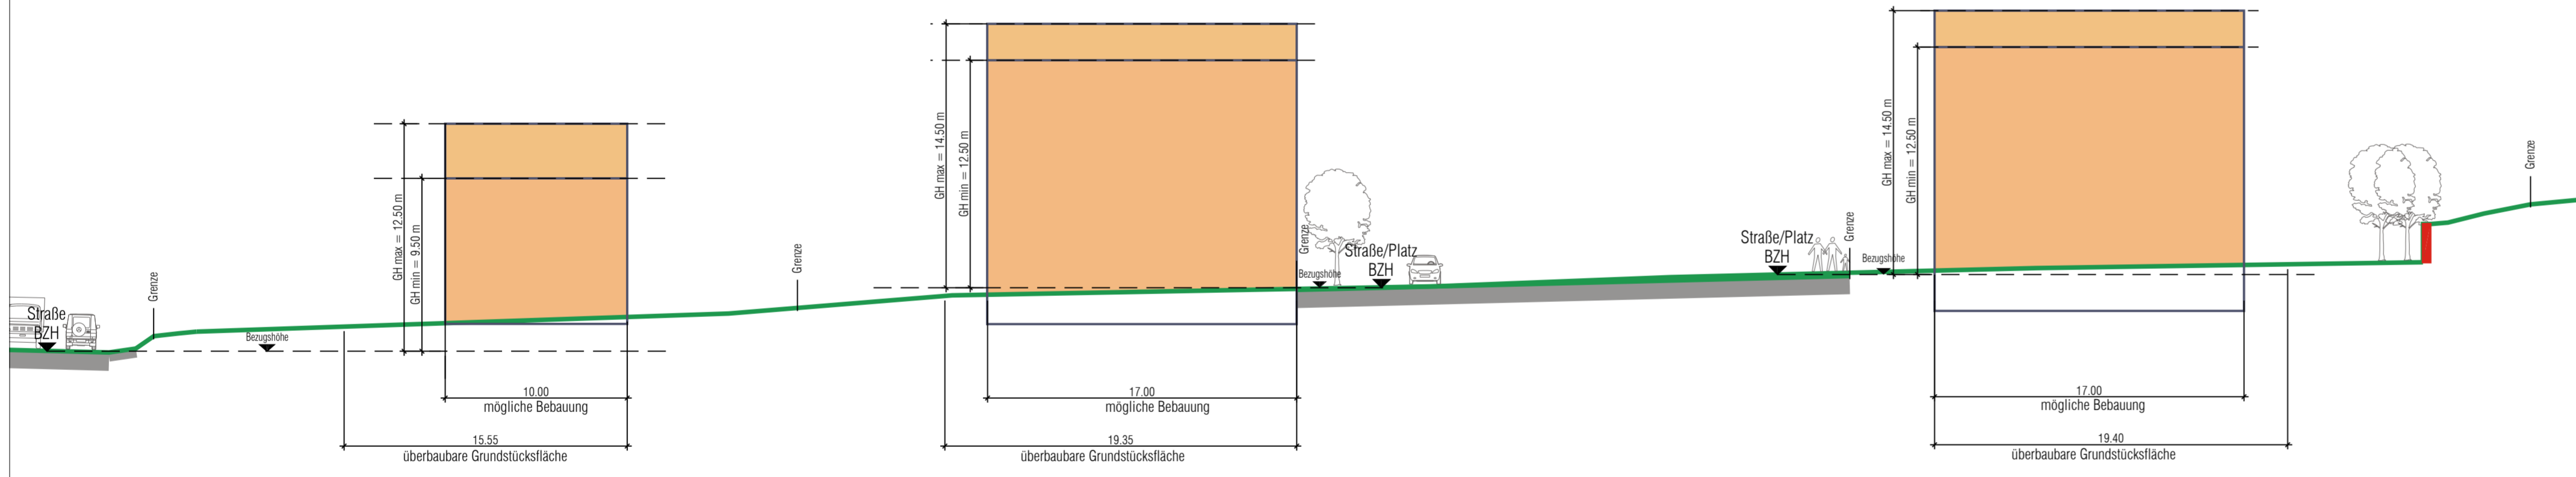 Straße
BZH
Grenze
Bezugshöhe
GH max = 12.50 m
GH min = 9.50 m
10.00
mögliche Bebauung
15.55
überbaubare Grundstücksfläche
Grenze
GH max = 14.50 m
GH min = 12.50 m
17.00
mögliche Bebauung
19.35
überbaubare Grundstücksfläche
Grenze
Bezugshöhe
Straße/Platz
BZH
Straße/Platz
BZH
Grenze
Bezugshöhe
GH max = 14.50 m
GH min = 12.50 m
17.00
mögliche Bebauung
19.40
überbaubare Grundstücksfläche
Grenze